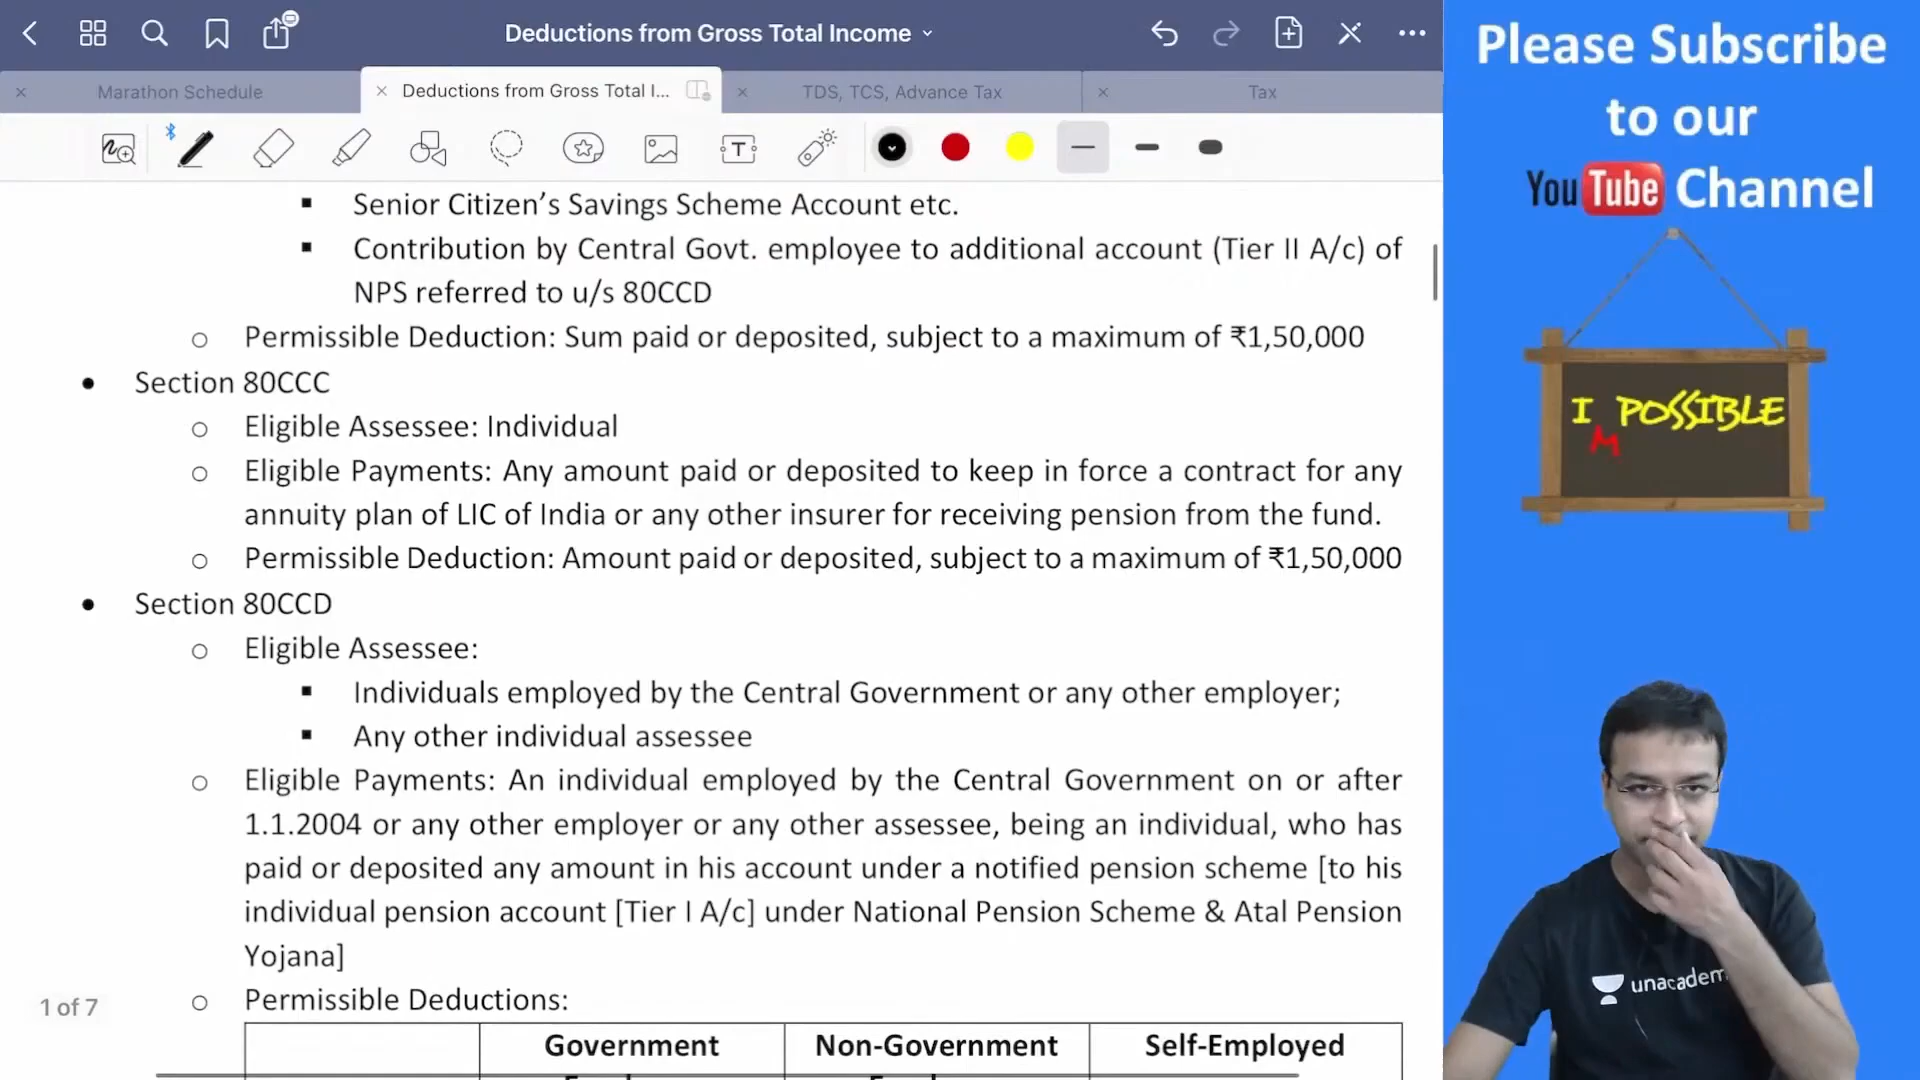 Deductions from Gross Total Income
Marathon Schedule
Deductions from Gross Total I...
TDS, TCS, Advance Tax
Tax
T
▪ Senior Citizen’s Savings Scheme Account etc.
▪ Contribution by Central Govt. employee to additional account (Tier II A/c) of
NPS referred to u/s 80CCD
o Permissible Deduction: Sum paid or deposited, subject to a maximum of ₹1,50,000
• Section 80CCC
o Eligible Assessee: Individual
o Eligible Payments: Any amount paid or deposited to keep in force a contract for any
annuity plan of LIC of India or any other insurer for receiving pension from the fund.
o Permissible Deduction: Amount paid or deposited, subject to a maximum of ₹1,50,000
• Section 80CCD
o Eligible Assessee:
▪ Individuals employed by the Central Government or any other employer;
▪ Any other individual assessee
o Eligible Payments: An individual employed by the Central Government on or after
1.1.2004 or any other employer or any other assessee, being an individual, who has
paid or deposited any amount in his account under a notified pension scheme [to his
individual pension account [Tier I A/c] under National Pension Scheme & Atal Pension
Yojana]
1 of 7
o Permissible Deductions:
Government
Non-Government
Self-Employed
Please Subscribe
to our
YouTube Channel
I POSSIBLE
M
unacadem